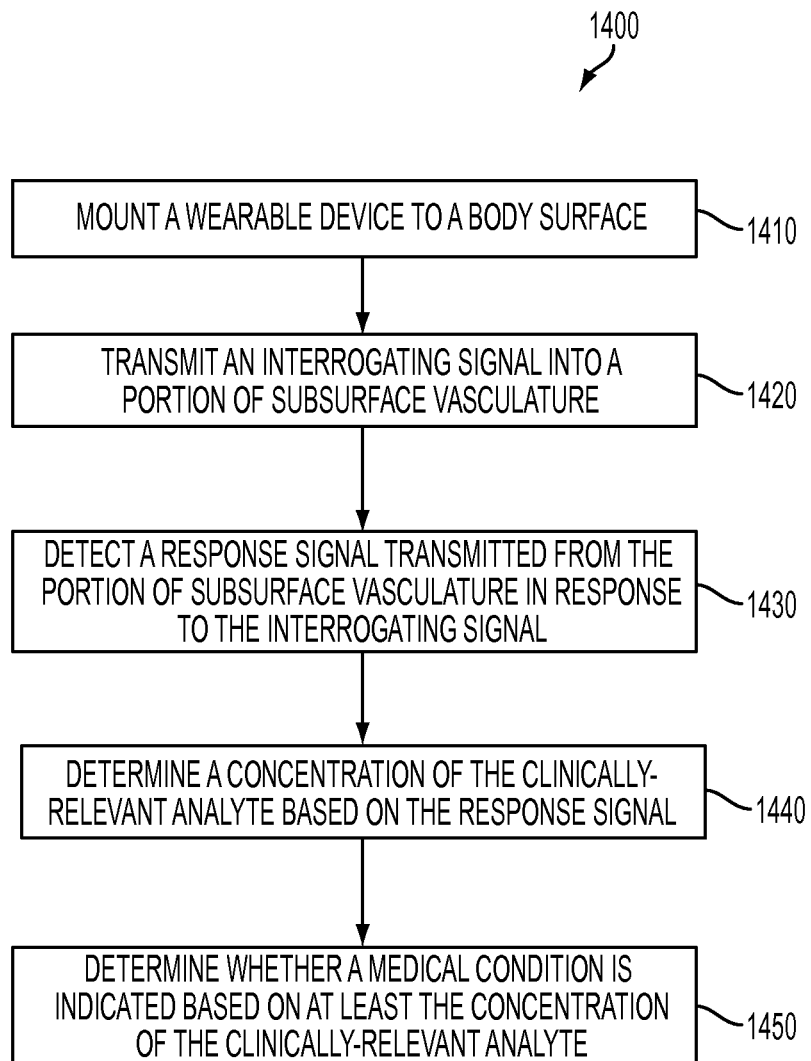 1400
MOUNT A WEARABLE DEVICE TO A BODY SURFACE
1410
TRANSMIT AN INTERROGATING SIGNAL INTO A
PORTION OF SUBSURFACE VASCULATURE
1420
DETECT A RESPONSE SIGNAL TRANSMITTED FROM THE
PORTION OF SUBSURFACE VASCULATURE IN RESPONSE
TO THE INTERROGATING SIGNAL
1430
DETERMINE A CONCENTRATION OF THE CLINICALLY-
RELEVANT ANALYTE BASED ON THE RESPONSE SIGNAL
1440
DETERMINE WHETHER A MEDICAL CONDITION IS
INDICATED BASED ON AT LEAST THE CONCENTRATION
OF THE CLINICALLY-RELEVANT ANALYTE
1450